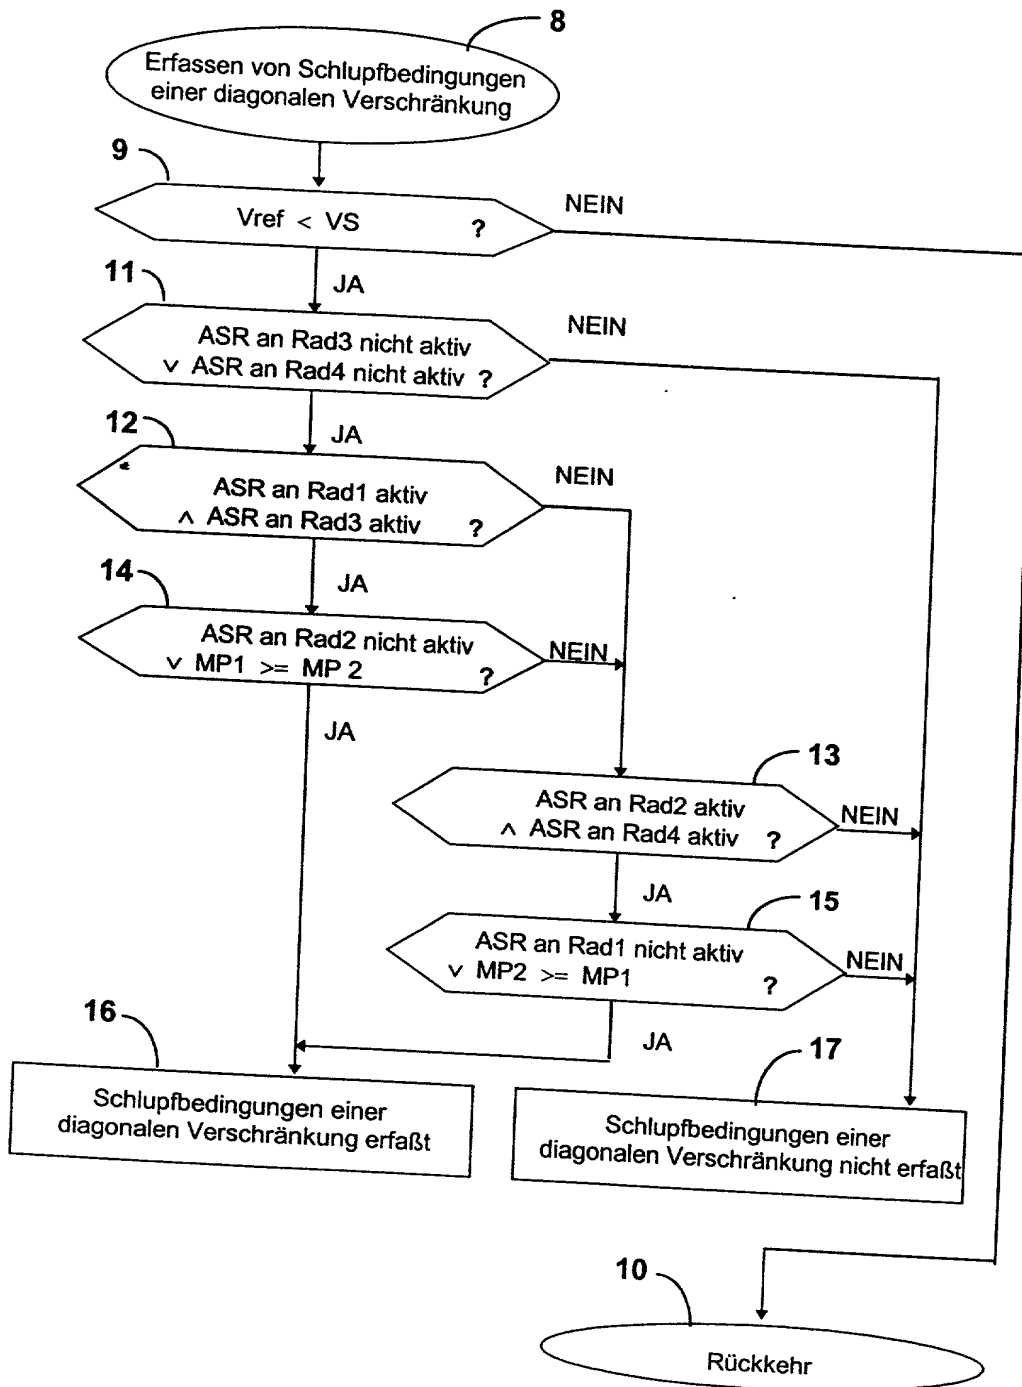 8
Erfassen von Schlupfbedingungen
einer diagonalen Verschränkung
9
Vref < VS ?
NEIN
JA
11
ASR an Rad3 nicht aktiv
∨ ASR an Rad4 nicht aktiv ?
NEIN
JA
12
ASR an Rad1 aktiv
∧ ASR an Rad3 aktiv ?
NEIN
JA
14
ASR an Rad2 nicht aktiv
∨ MP1 >= MP 2 ?
NEIN
JA
13
ASR an Rad2 aktiv
∧ ASR an Rad4 aktiv ?
NEIN
JA
15
ASR an Rad1 nicht aktiv
∨ MP2 >= MP1 ?
NEIN
JA
16
Schlupfbedingungen einer
diagonalen Verschränkung erfaßt
17
Schlupfbedingungen einer
diagonalen Verschränkung nicht erfaßt
10
Rückkehr